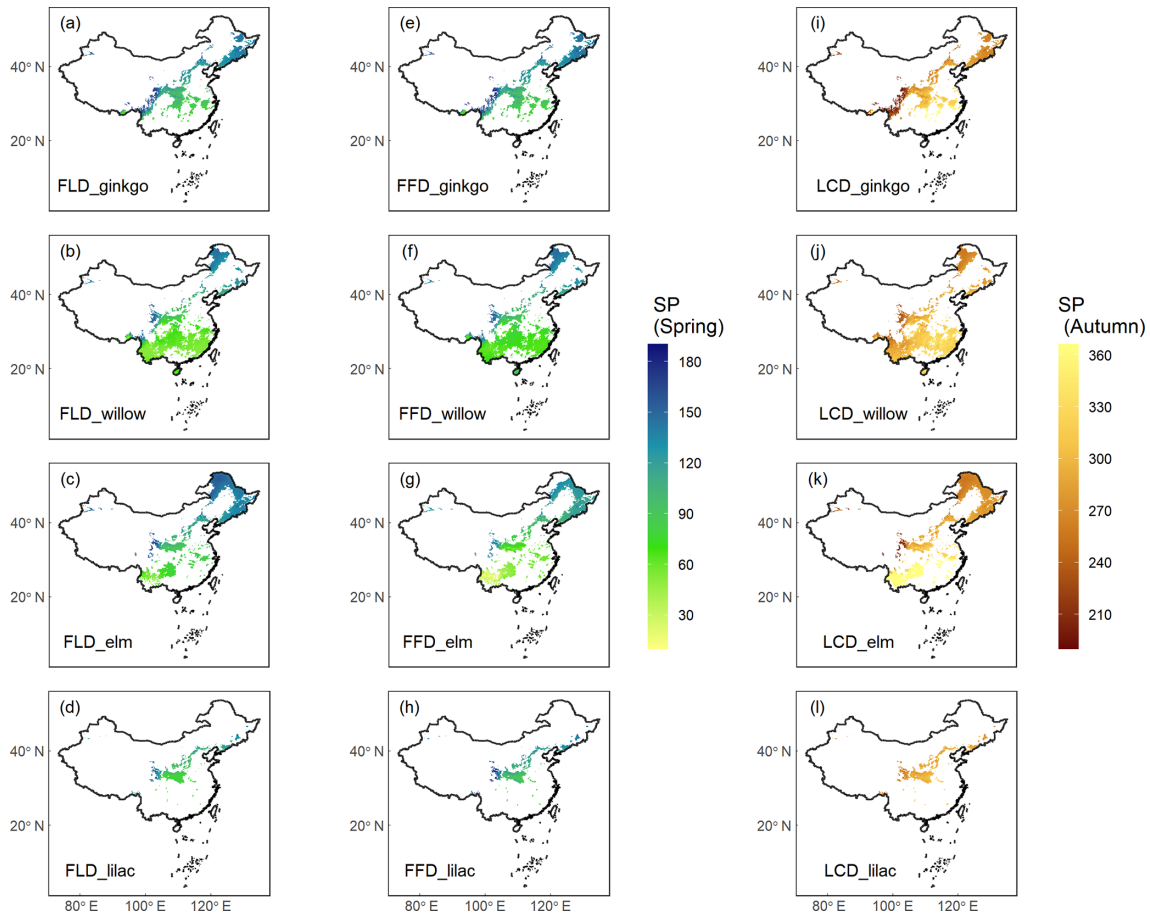 (a)
(e)
(i)
40° N
40° N
40° N
20° N
20° N
20° N
FLD_ginkgo
FFD_ginkgo
LCD_ginkgo
(b)
(f)
(j)
40° N
40° N
40° N
20° N
20° N
20° N
FLD_willow
FFD_willow
LCD_willow
SP
(Spring)
180
150
120
90
60
30
SP
(Autumn)
360
330
300
270
240
210
(c)
(g)
(k)
40° N
40° N
40° N
20° N
20° N
20° N
FLD_elm
FFD_elm
LCD_elm
(d)
(h)
(l)
40° N
40° N
40° N
20° N
20° N
20° N
FLD_lilac
FFD_lilac
LCD_lilac
80° E 100° E 120° E
80° E 100° E 120° E
80° E 100° E 120° E